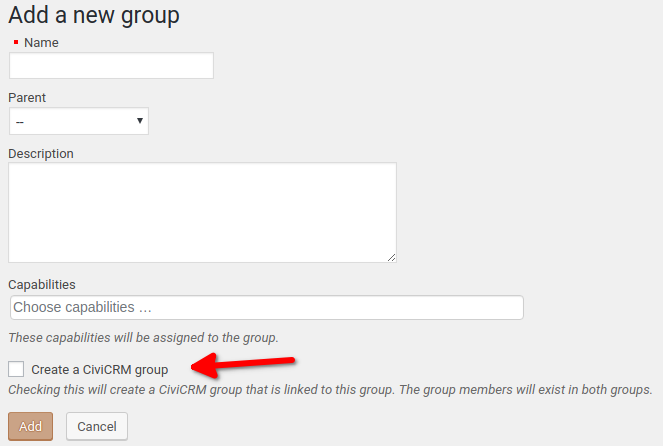 Add a new group
Name
Parent
--
Description
Capabilities
Choose capabilities ...
These capabilities will be assigned to the group.
Create a CiviCRM group
Checking this will create a CiviCRM group that is linked to this group. The group members will exist in both groups.
Add Cancel